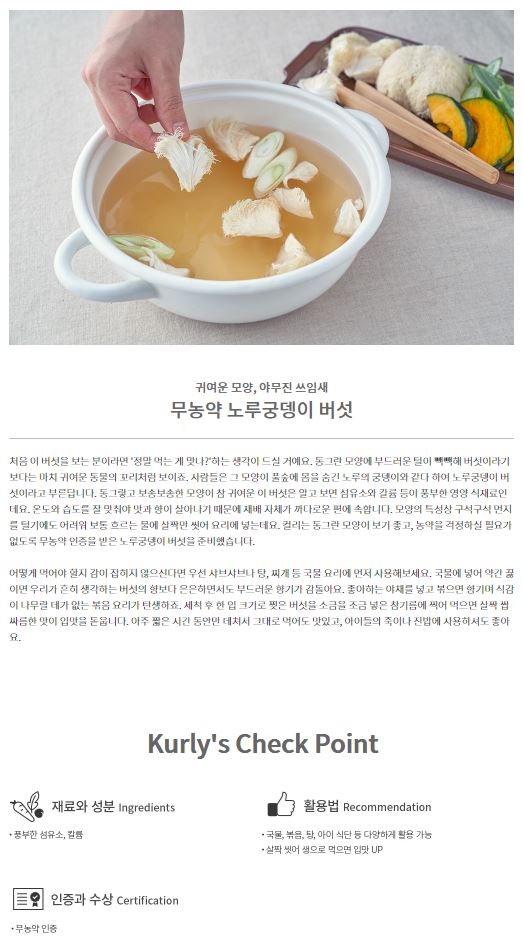 귀여운 모양, 야무진 쓰임새
무농약 노루궁뎅이 버섯
처음 이 버섯을 보는 분이라면 '정말 먹는 게 맞나?'하는 생각이 드실 거예요. 동그란 모양에 부드러운 털이 빽빽해 버섯이라기
보다는 마치 귀여운 동물의 꼬리처럼 보이죠. 사람들은 그 모양이 풀숲에 몸을 숨긴 노루의 궁뎅이와 같다 하여 노루궁뎅이 버
섯이라고 부른답니다. 동그랗고 보송보송한 모양이 참 귀여운 이 버섯은 알고 보면 섬유소와 칼륨 등이 풍부한 영양 식재료인
데요. 온도와 습도를 잘 맞춰야 맛과 향이 살아나기 때문에 재배 자체가 까다로운 편에 속합니다. 모양의 특성상 구석구석 먼지
를 털기에도 어려워 보통 흐르는 물에 살짝만 씻어 요리에 넣는데요. 컬리는 동그란 모양이 보기 좋고, 농약을 걱정하실 필요가
없도록 무농약 인증을 받은 노루궁뎅이 버섯을 준비했습니다.
어떻게 먹어야 할지 감이 잡히지 않으신다면 우선 샤브샤브나 탕, 찌개 등 국물 요리에 먼저 사용해보세요. 국물에 넣어 약간 끓
이면 우리가 흔히 생각하는 버섯의 향보다 은은하면서도 부드러운 향기가 감돌아요. 좋아하는 야채를 넣고 볶으면 향기며 식감
이 나무릴 데가 없는 볶음 요리가 탄생하죠. 세척 후 한 입 크기로 찢은 버섯을 소금을 조금 넣은 참기름에 찍어 먹으면 살짝 쌉
싸름한 맛이 입맛을 돋웁니다. 아주 짧은 시간 동안만 데쳐서 그대로 먹어도 맛있고, 아이들의 죽이나 진밥에 사용하셔도 좋아
요.
Kurly's Check Point
재료와 성분 Ingredients
• 풍부한 섬유소, 칼륨
활용법 Recommendation
• 국물, 볶음, 탕, 아이 식단 등 다양하게 활용 가능
• 살짝 씻어 생으로 먹으면 입맛 UP
인증과 수상 Certification
• 무농약 인증